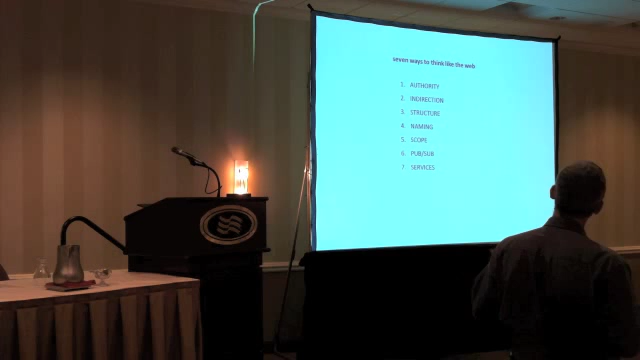 seven ways to think like the web
1. AUTHORITY
2. INDIRECTION
3. STRUCTURE
4. NAMING
5. SCOPE
6. PUB/SUB
7. SERVICES